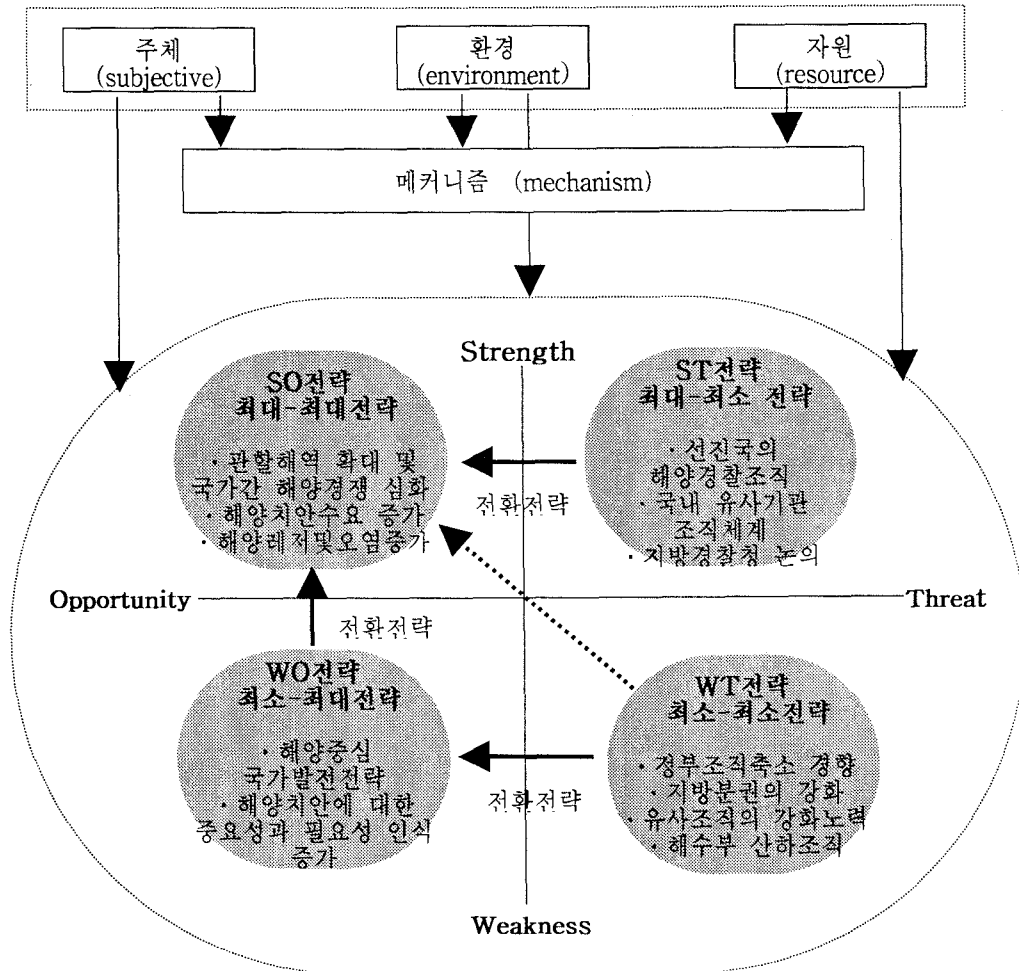 주체
(subjective)
환경
(environment)
자원
(resource)
메커니즘 (mechanism)
Strength
SO전략
최대-최대전략
· 관할해역 확대 및
국가간 해양경쟁 심화
· 해양치안수요 증가
· 해양레저및오염증가
ST전략
최대-최소 전략
· 선진국의
해양경찰조직
· 국내 유사기관
조직체계
· 지방경찰청 논의
전환전략
Opportunity
Threat
전환전략
WO전략
최소-최대전략
· 해양중심
국가발전전략
· 해양치안에 대한
중요성과 필요성 인식
증가
WT전략
최소-최소전략
· 정부조직축소 경향
· 지방분권의 강화
· 유사조직의 강화노력
· 해수부 산하조직
전환전략
Weakness